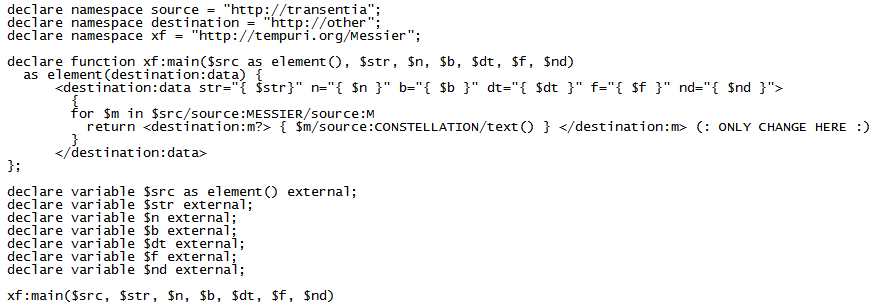 declare namespace source = "http://transentia";
declare namespace destination = "http://other";
declare namespace xf = "http://tempuri.org/Messier";

declare function xf:main($src as element(), $str, $n, $b, $dt, $f, $nd)
  as element(destination:data) {
      <destination:data str="{ $str}" n="{ $n }" b="{ $b }" dt="{ $dt }" f="{ $f }" nd="{ $nd }">
        {
        for $m in $src/source:MESSIER/source:M
          return <destination:m?> { $m/source:CONSTELLATION/text() } </destination:m> (: ONLY CHANGE HERE :)
        }
      </destination:data>
};

declare variable $src as element() external;
declare variable $str external;
declare variable $n external;
declare variable $b external;
declare variable $dt external;
declare variable $f external;
declare variable $nd external;

xf:main($src, $str, $n, $b, $dt, $f, $nd)